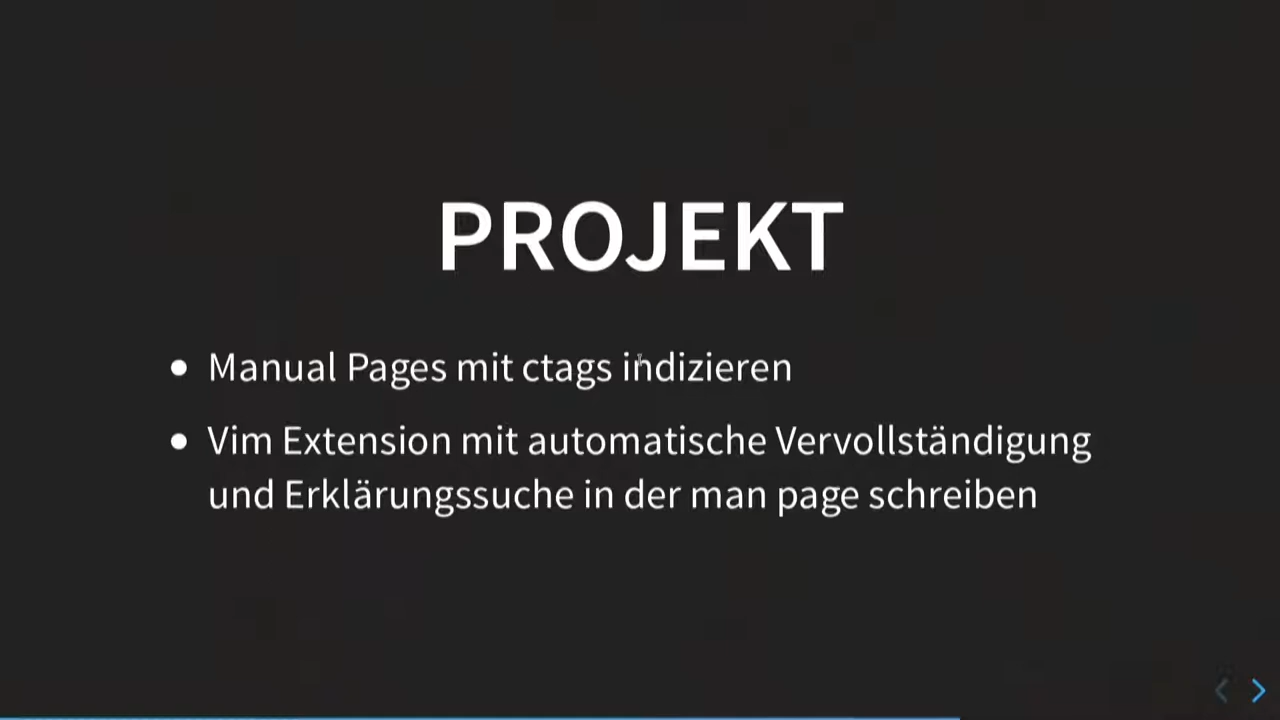 PROJEKT
Manual Pages mit ctags indizieren
Vim Extension mit automatische Vervollständigung
und Erklärungssuche in der man page schreiben